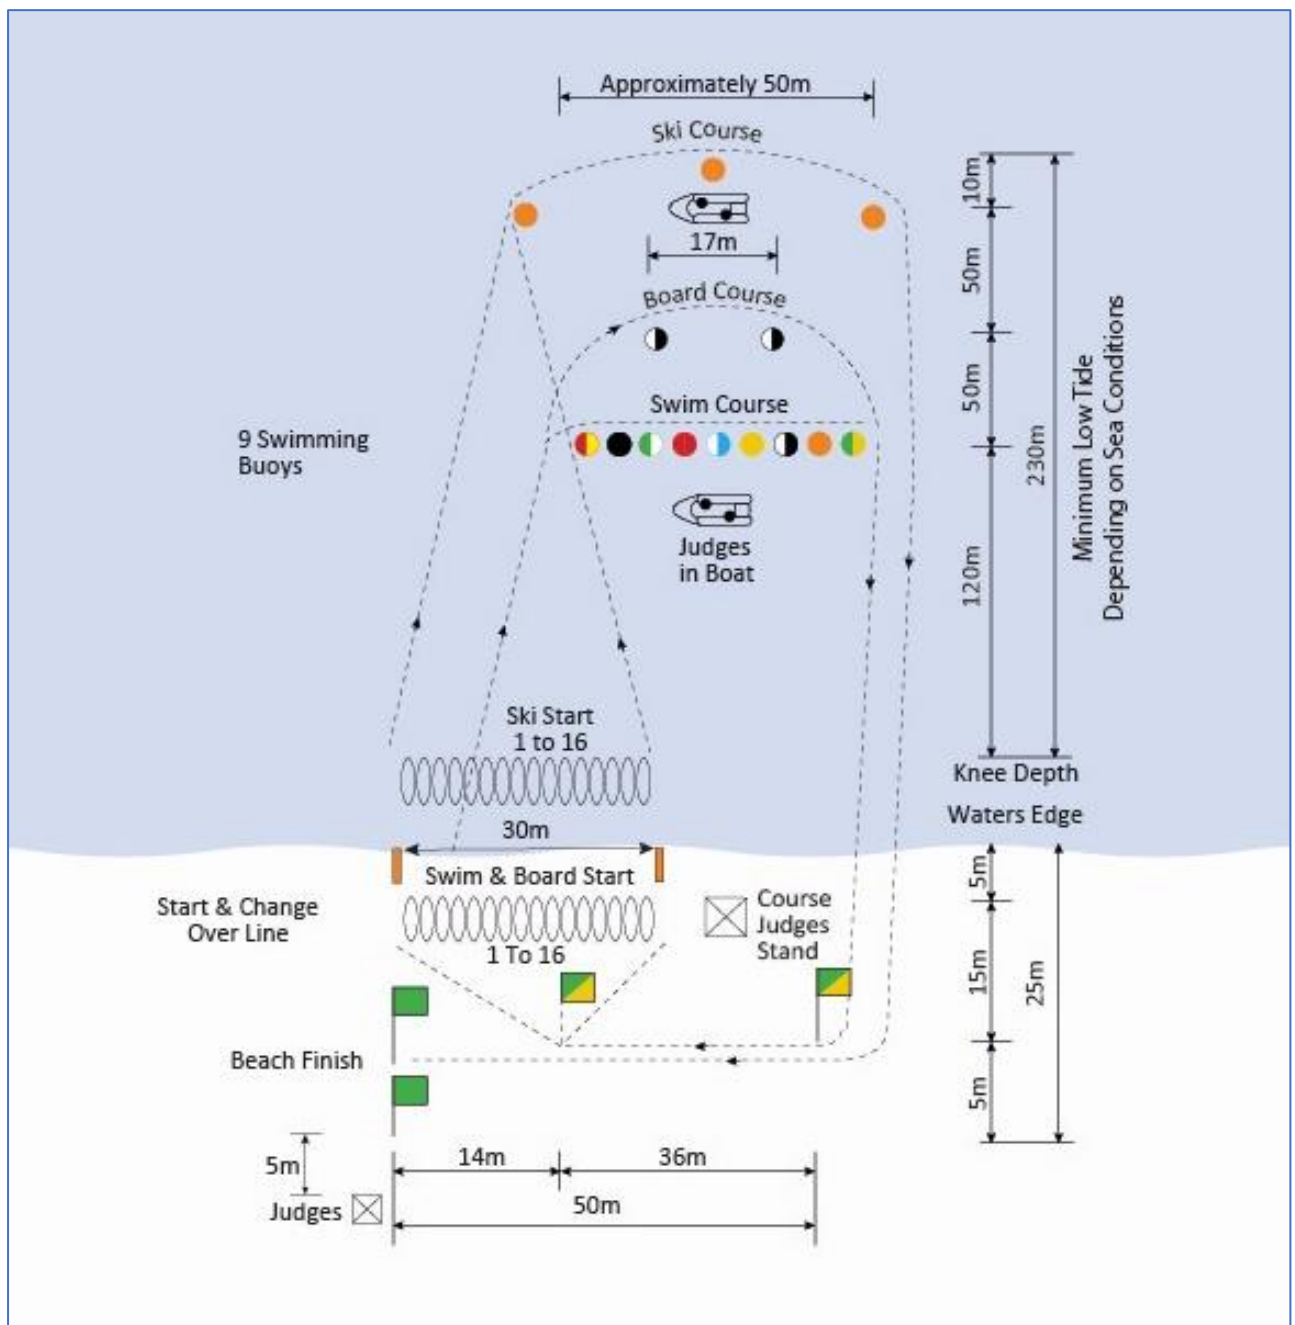 Approximately 50m
Ski Course
10m
17m
50m
Board Course
50m
Swim Course
9 Swimming
Buoys
230m
Minimum Low Tide
Depending on Sea Conditions
Judges
in Boat
120m
Ski Start
1 to 16
Knee Depth
Waters Edge
30m
Swim & Board Start
5m
Start & Change
Over Line
Course
Judges
Stand
1 To 16
15m
25m
Beach Finish
5m
14m
36m
5m
50m
Judges